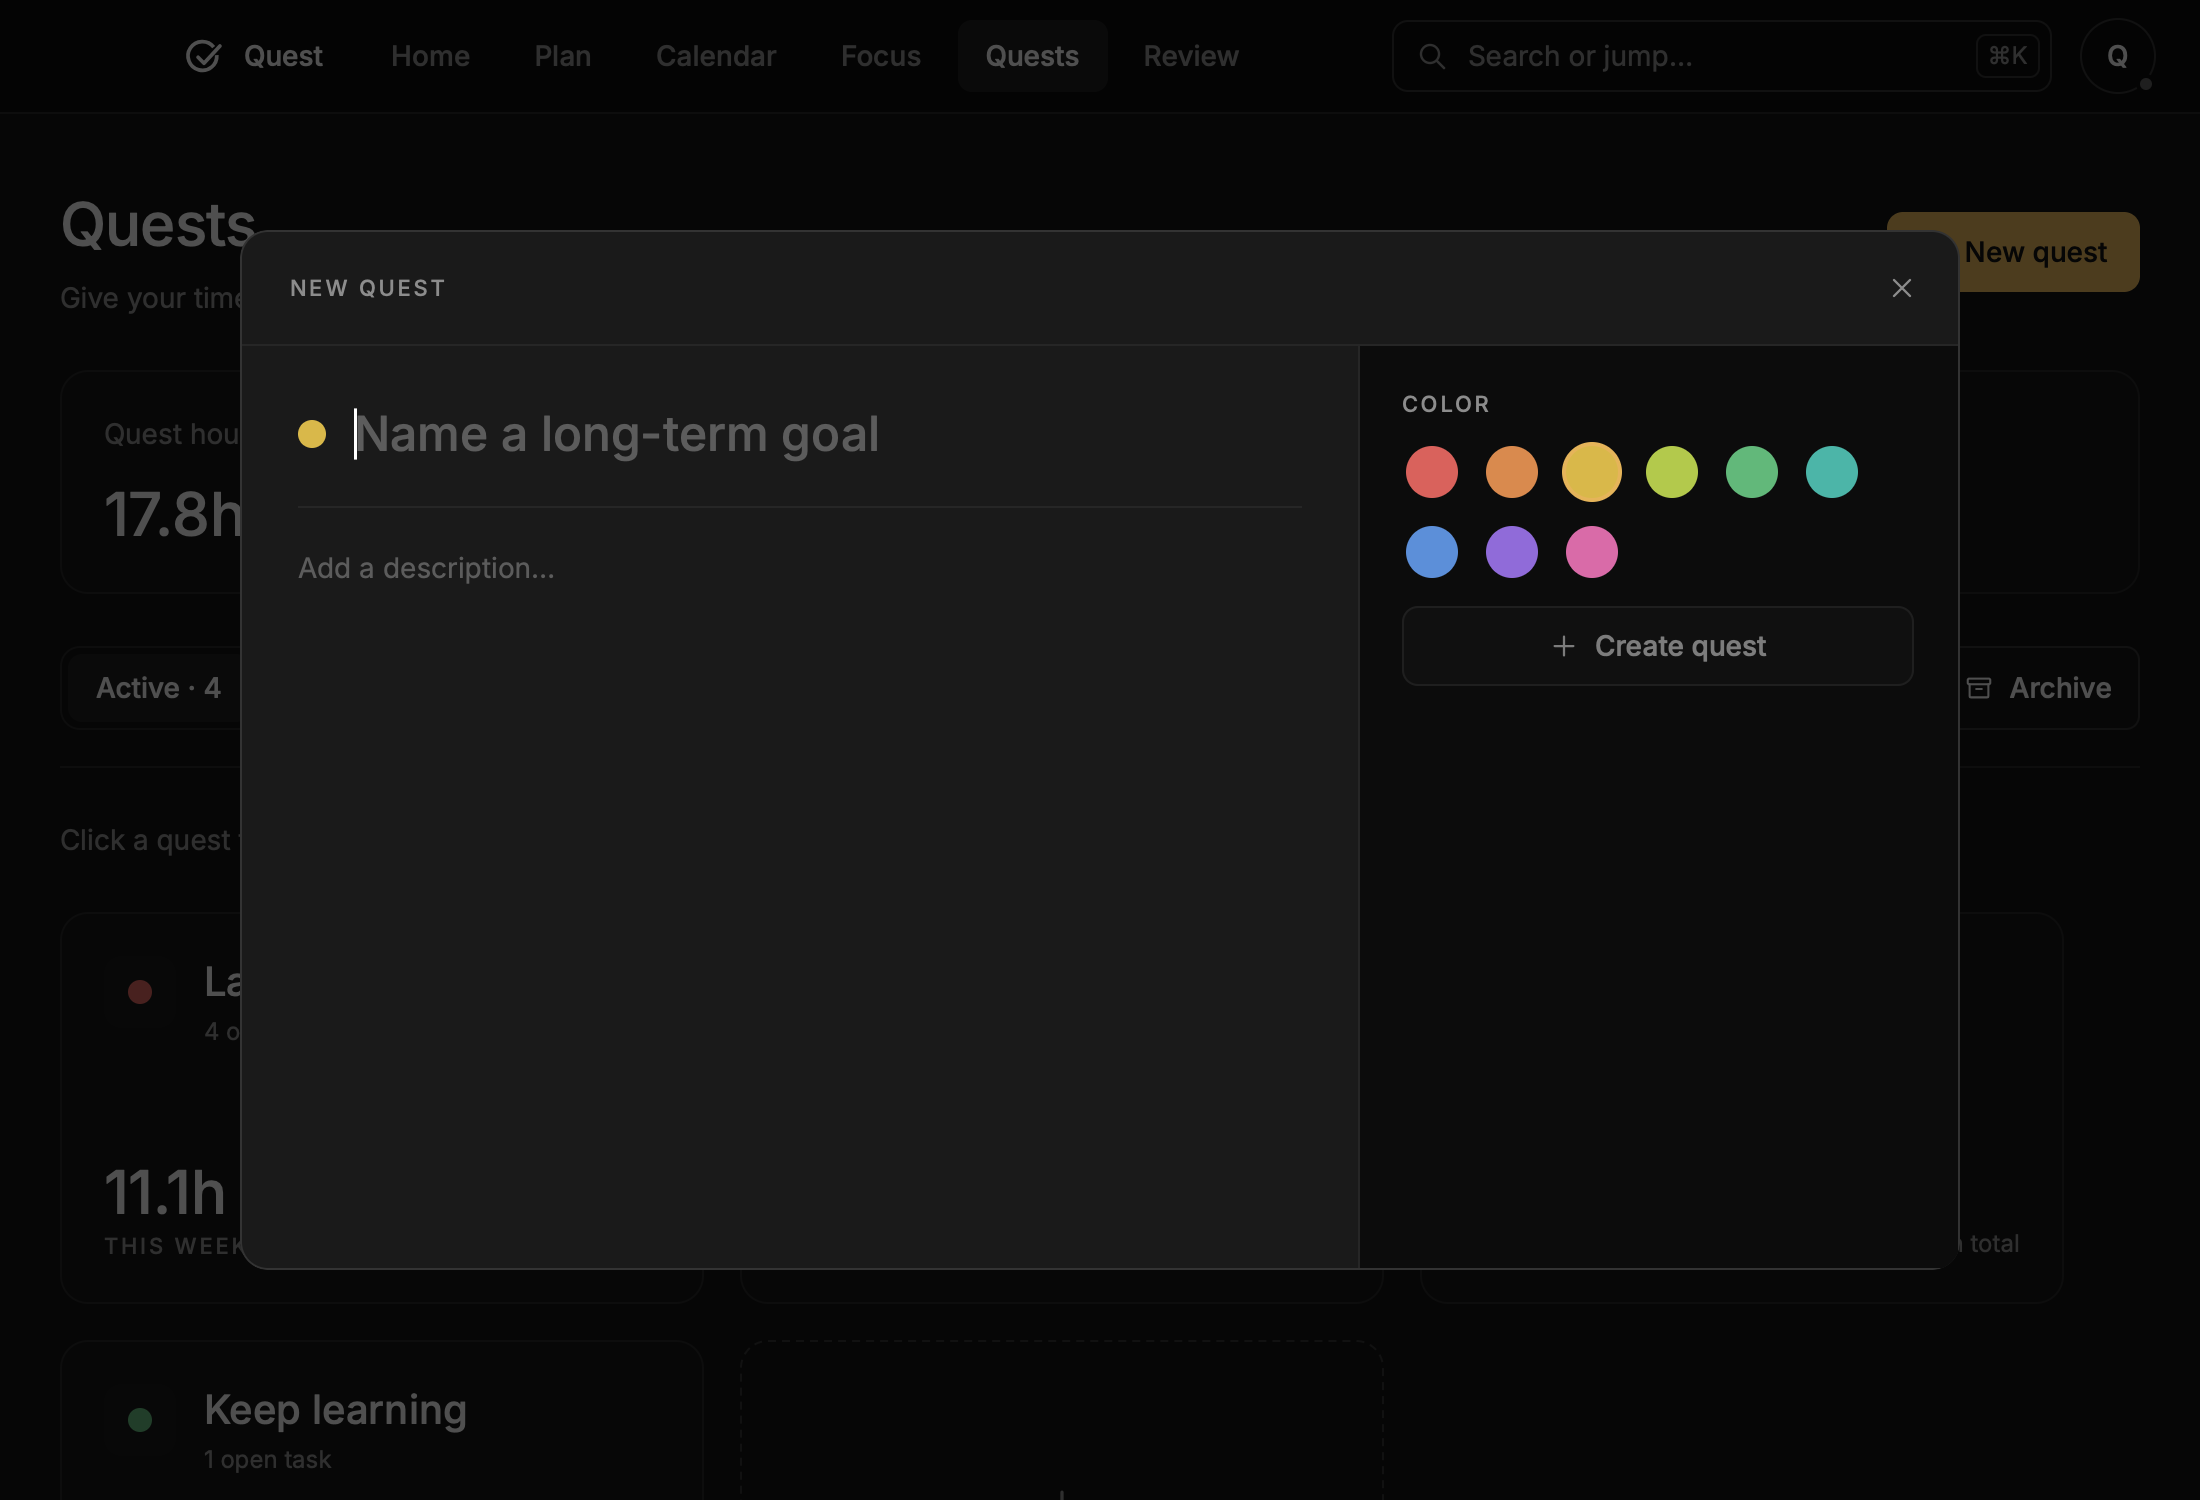 Quest
Home
Plan
Calendar
Focus
Quests
Review
Search or jump...
⌘K
Q
Quests
Give your time
New quest
NEW QUEST
Name a long-term goal
Add a description...
COLOR
Create quest
Quest hou
17.8h
Active · 4
Archive
Click a quest
La
4 o
11.1h
THIS WEEK
total
Keep learning
1 open task